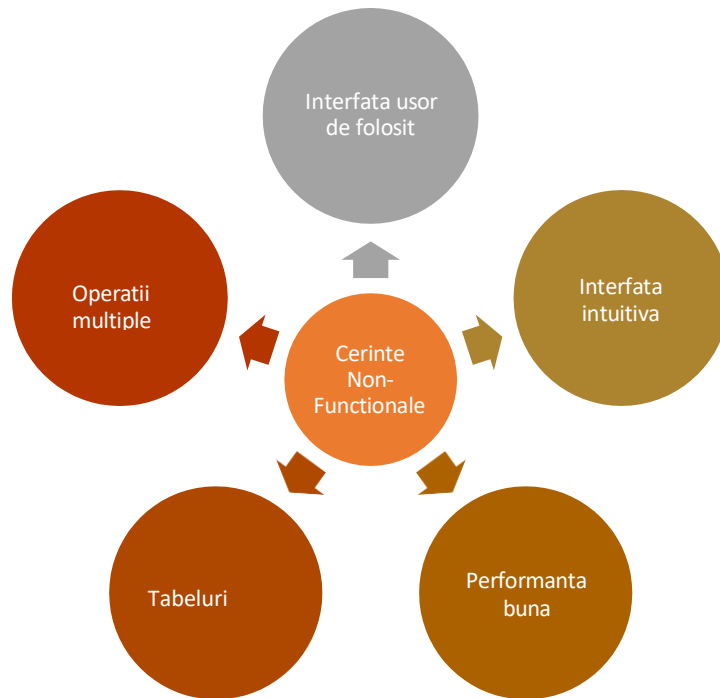 Interfata usor
de folosit
Interfata
intuitiva
Operatii
multiple
Cerinte
Non-
Functionale
Performanta
buna
Tabeluri